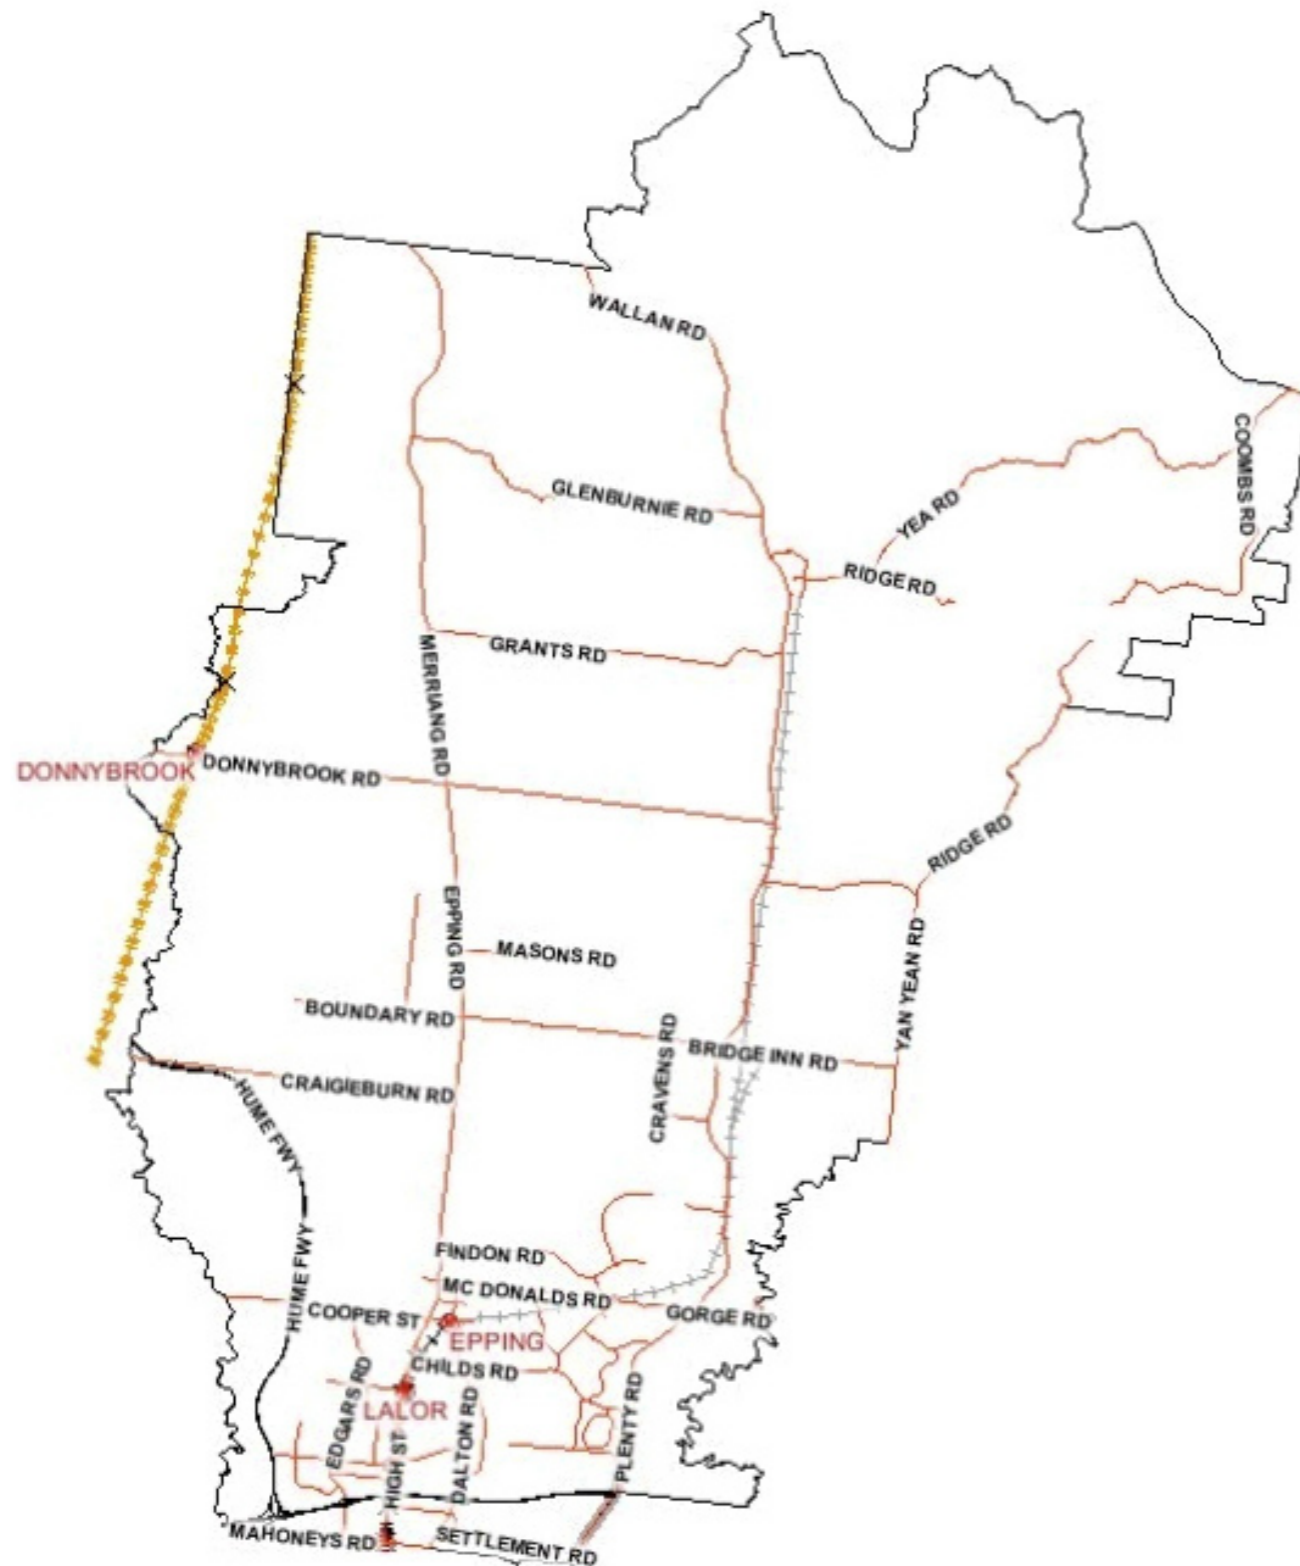 WALLAN RD
COOMBS RD
GLENBURNIE RD
YEA RD
RIDGE RD
GRANTS RD
MERRIANG RD
DONNYBROOK
DONNYBROOK RD
RIDGE RD
EPPING RD
MASONS RD
YAN YEAN RD
BOUNDARY RD
CRAVENS RD
BRIDGE INN RD
CRAIGIEBURN RD
HUME FWY
HUME FWY
FINDON RD
MC DONALDS RD
COOPER ST
GORGE RD
EPPING
CHILDS RD
EDGARS RD
LALOR
DALTON RD
PLENTY RD
HIGH ST
MAHONEYS RD
SETTLEMENT RD